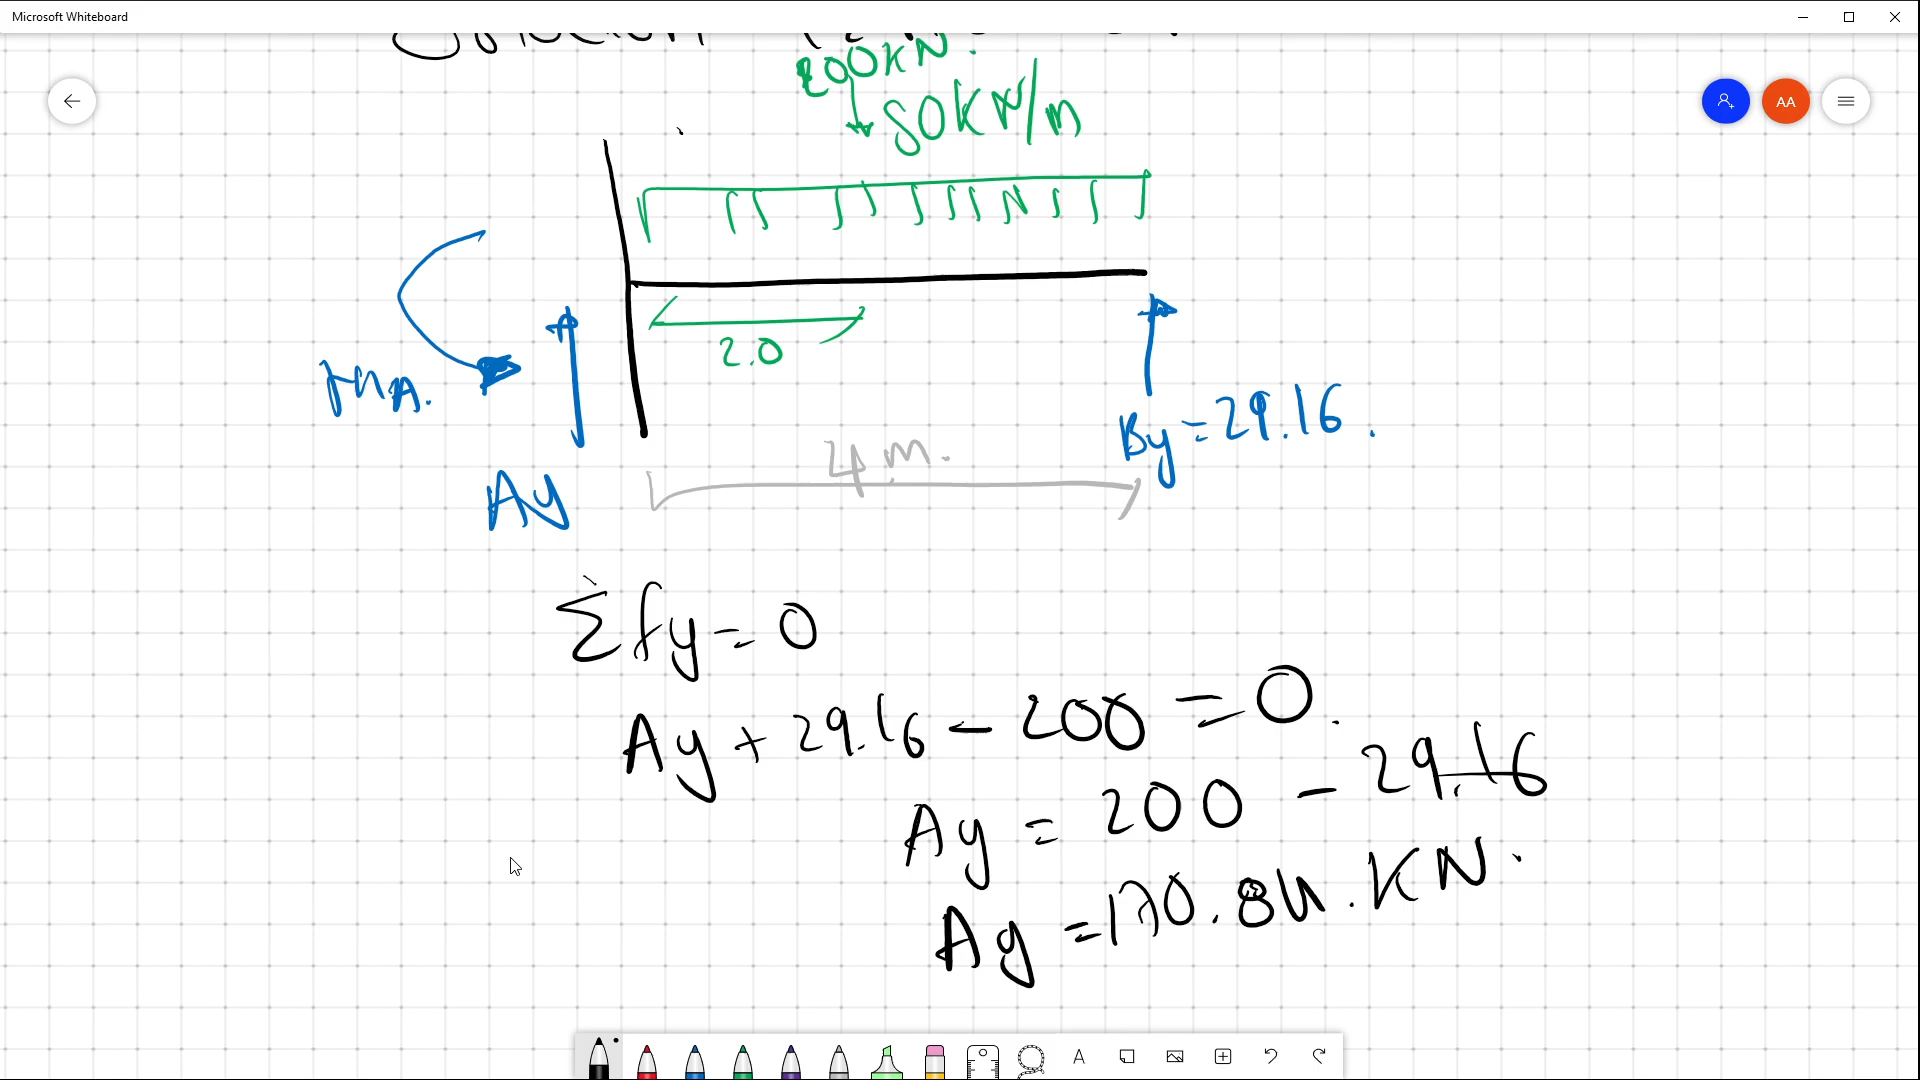 Microsoft Whiteboard
200KN.
80KN/m
AA
2.0
MA.
By=29.16.
4m.
Ay
Σfy=0
Ay+29.16-200=0.
Ay=200-29.16
Ay=170.84.KN.
A